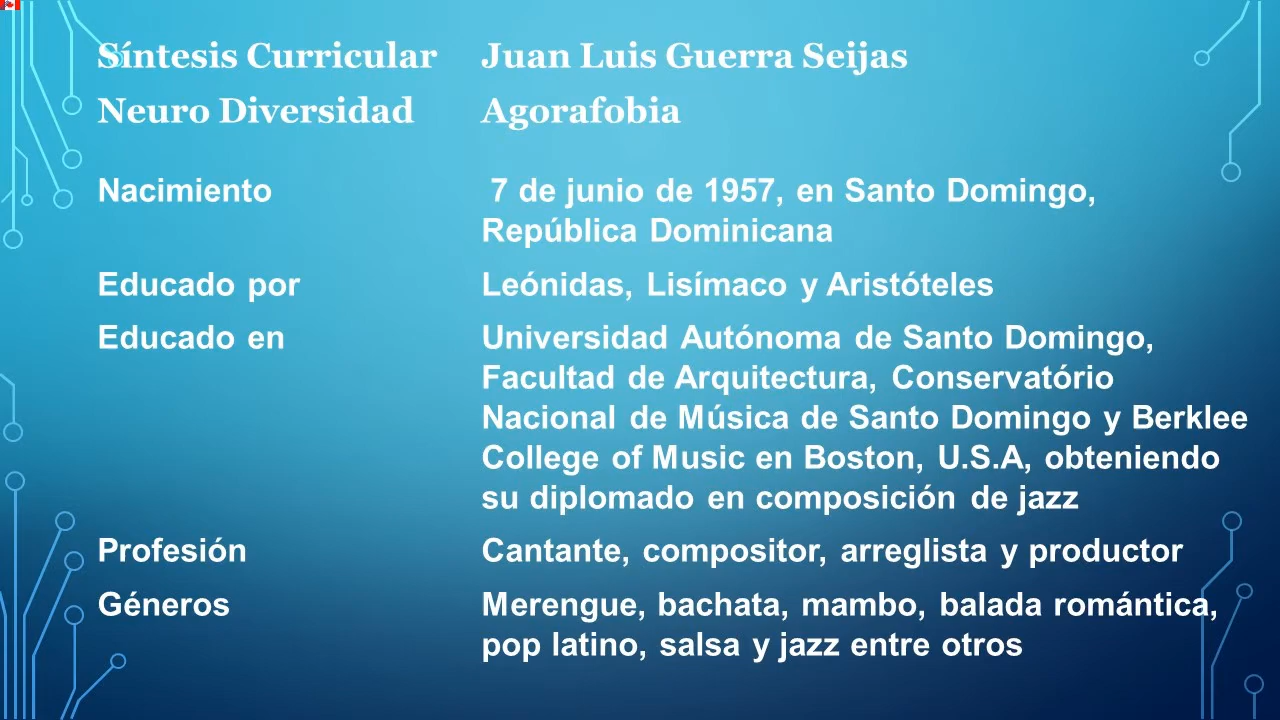 Síntesis Curricular Juan Luis Guerra Seijas
Neuro Diversidad Agorafobia
Nacimiento 7 de junio de 1957, en Santo Domingo,
República Dominicana
Educado por Leónidas, Lisímaco y Aristóteles
Educado en Universidad Autónoma de Santo Domingo,
Facultad de Arquitectura, Conservatório
Nacional de Música de Santo Domingo y Berklee
College of Music en Boston, U.S.A, obteniendo
su diplomado en composición de jazz
Profesión Cantante, compositor, arreglista y productor
Géneros Merengue, bachata, mambo, balada romántica,
pop latino, salsa y jazz entre otros